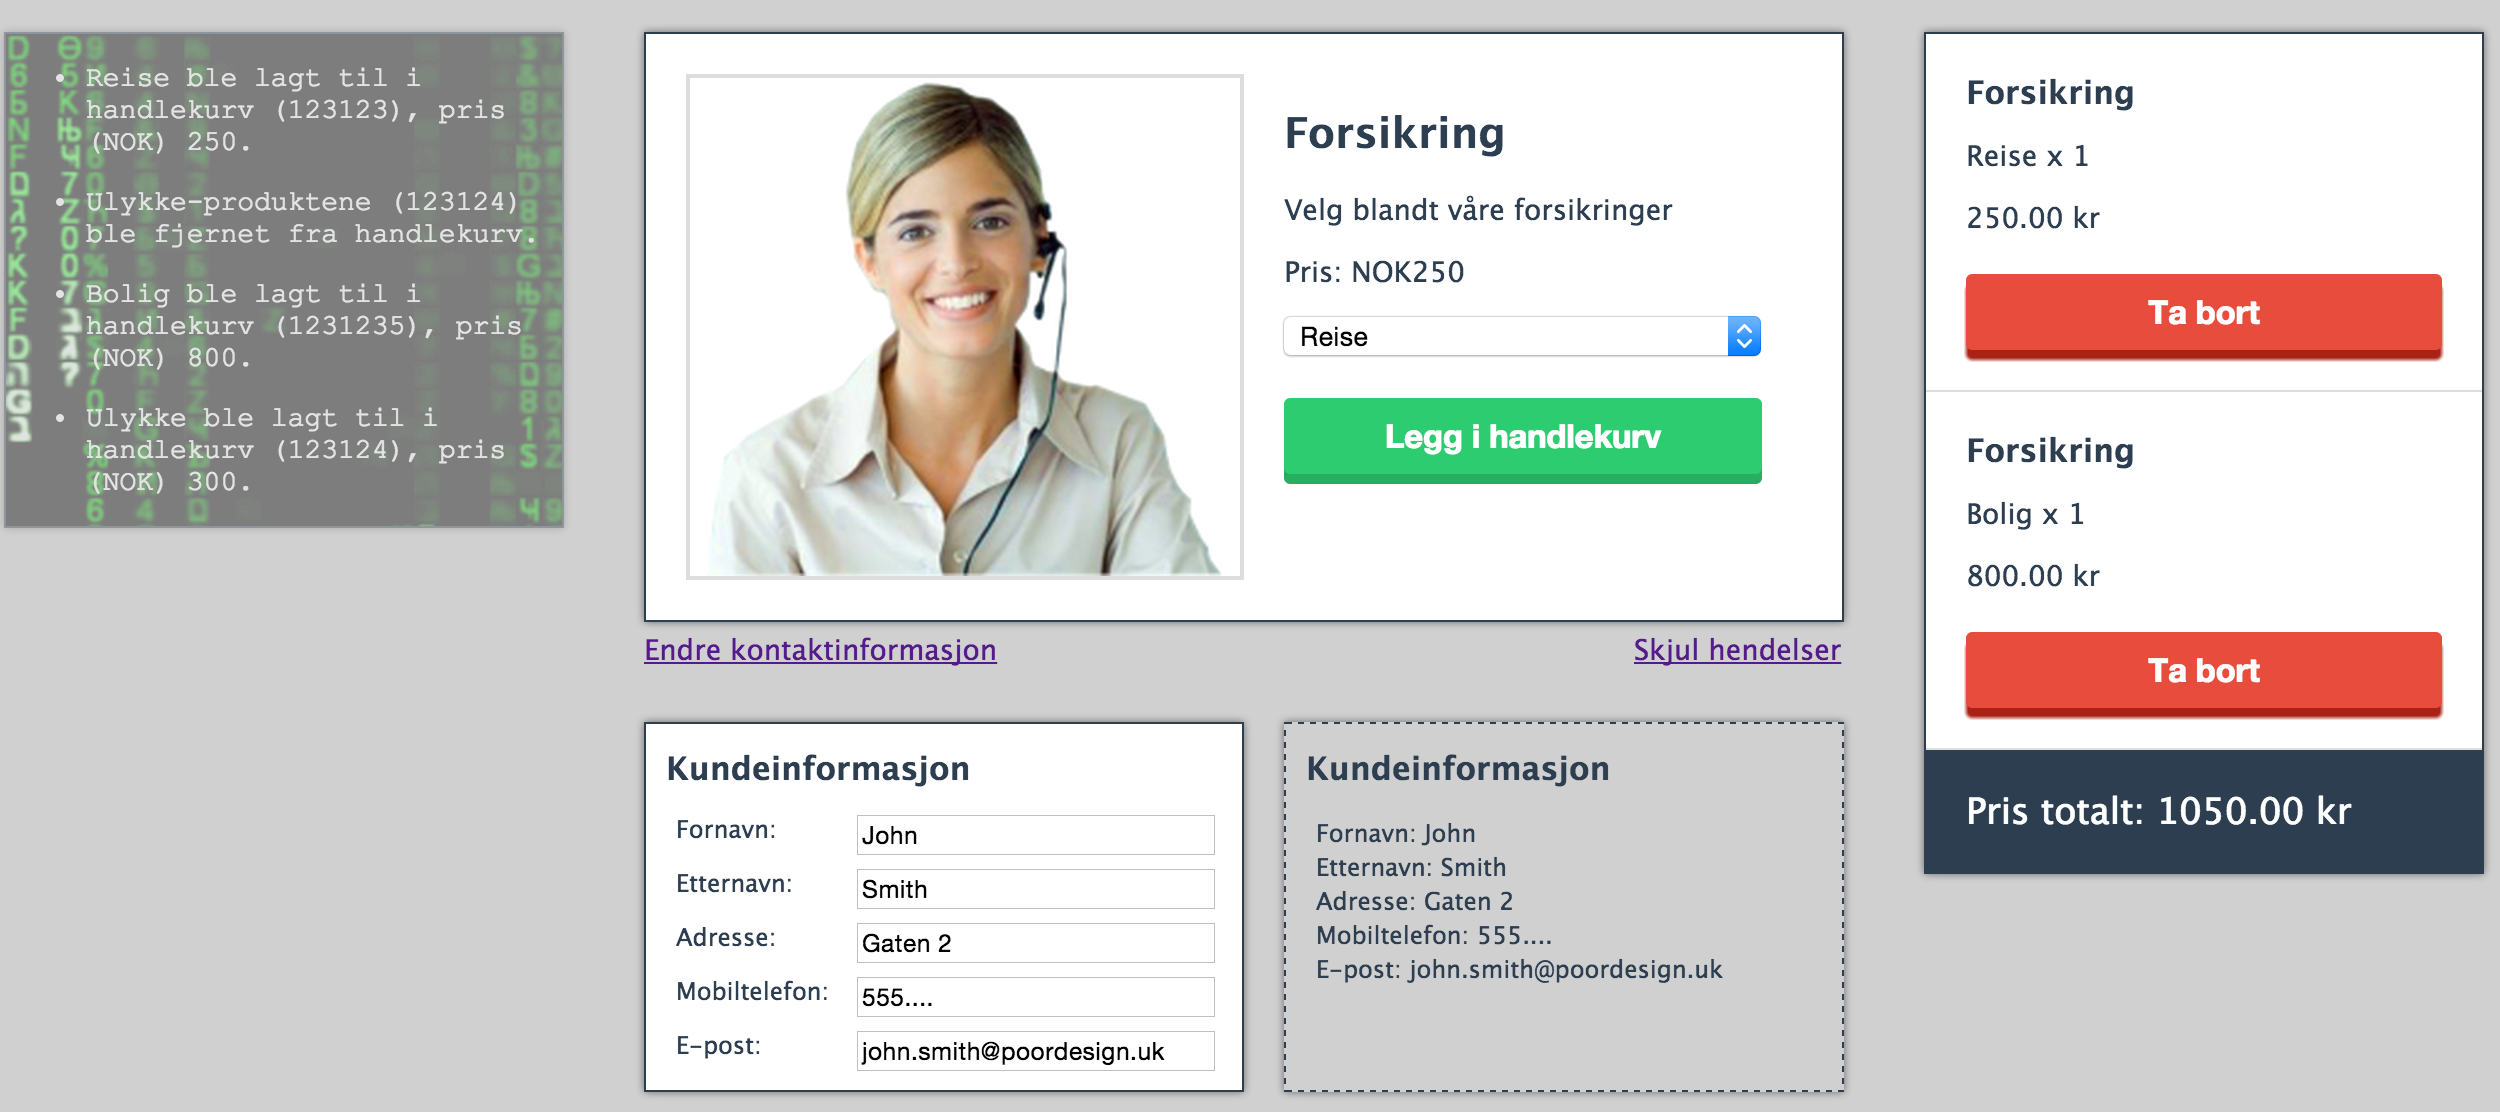 Reise ble lagt til i
handlekurv (123123), pris
(NOK) 250.
Ulykke-produktene (123124)
ble fjernet fra handlekurv.
Bolig ble lagt til i
handlekurv (1231235), pris
(NOK) 800.
Ulykke ble lagt til i
handlekurv (123124), pris
(NOK) 300.
Forsikring
Velg blandt våre forsikringer
Pris: NOK250
Reise
Legg i handlekurv
Endre kontaktinformasjon
Skjul hendelser
Kundeinformasjon
Fornavn: John
Etternavn: Smith
Adresse: Gaten 2
Mobiltelefon: 555....
E-post: john.smith@poordesign.uk
Kundeinformasjon
Fornavn: John
Etternavn: Smith
Adresse: Gaten 2
Mobiltelefon: 555....
E-post: john.smith@poordesign.uk
Forsikring
Reise x 1
250.00 kr
Ta bort
Forsikring
Bolig x 1
800.00 kr
Ta bort
Pris totalt: 1050.00 kr